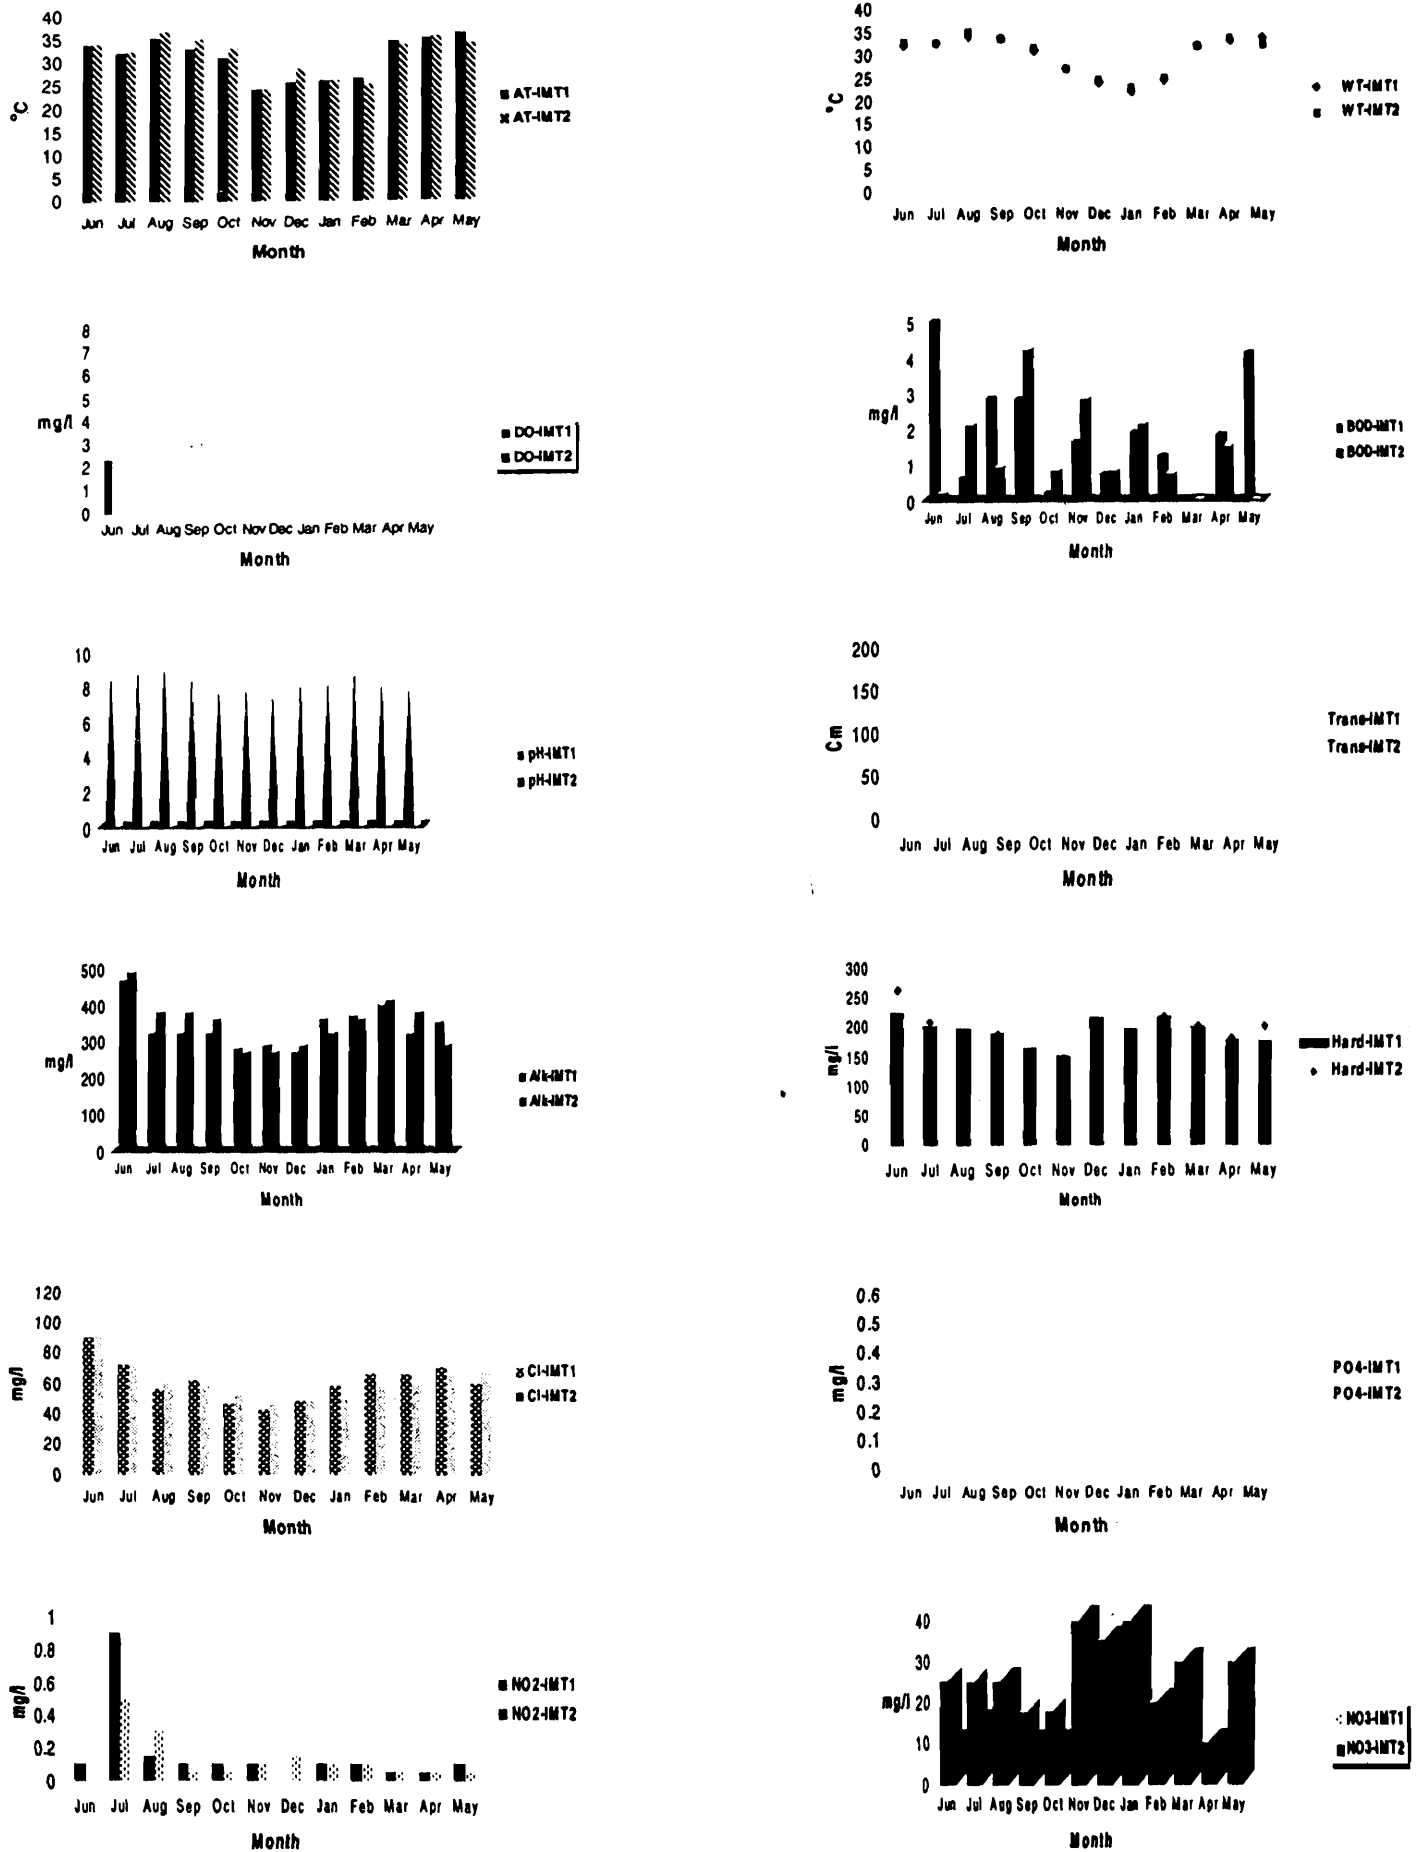 40
35
30
25
20
15
10
5
0
°C
Jun Jul Aug Sep Oct Nov Dec Jan Feb Mar Apr May
Month
AT-IMT1
AT-IMT2
40
35
30
25
20
15
10
5
0
°C
Jun Jul Aug Sep Oct Nov Dec Jan Feb Mar Apr May
Month
WT-IMT1
WT-IMT2
8
7
6
5
4
3
2
1
0
mg/l
Jun Jul Aug Sep Oct Nov Dec Jan Feb Mar Apr May
Month
DO-IMT1
DO-IMT2
5
4
3
2
1
0
mg/l
Jun Jul Aug Sep Oct Nov Dec Jan Feb Mar Apr May
Month
BOD-IMT1
BOD-IMT2
10
8
6
4
2
0
Jun Jul Aug Sep Oct Nov Dec Jan Feb Mar Apr May
Month
pH-IMT1
pH-IMT2
200
150
100
50
0
Cm
Jun Jul Aug Sep Oct Nov Dec Jan Feb Mar Apr May
Month
Trans-IMT1
Trans-IMT2
500
400
300
200
100
0
mg/l
Jun Jul Aug Sep Oct Nov Dec Jan Feb Mar Apr May
Month
Alk-IMT1
Alk-IMT2
300
250
200
150
100
50
0
mg/l
Jun Jul Aug Sep Oct Nov Dec Jan Feb Mar Apr May
Month
Hard-IMT1
Hard-IMT2
120
100
80
60
40
20
0
mg/l
Jun Jul Aug Sep Oct Nov Dec Jan Feb Mar Apr May
Month
Cl-IMT1
Cl-IMT2
0.6
0.5
0.4
0.3
0.2
0.1
0
mg/l
Jun Jul Aug Sep Oct Nov Dec Jan Feb Mar Apr May
Month
PO4-IMT1
PO4-IMT2
1
0.8
0.6
0.4
0.2
0
mg/l
Jun Jul Aug Sep Oct Nov Dec Jan Feb Mar Apr May
Month
NO2-IMT1
NO2-IMT2
40
30
20
10
0
mg/l
Jun Jul Aug Sep Oct Nov Dec Jan Feb Mar Apr May
Month
NO3-IMT1
NO3-IMT2